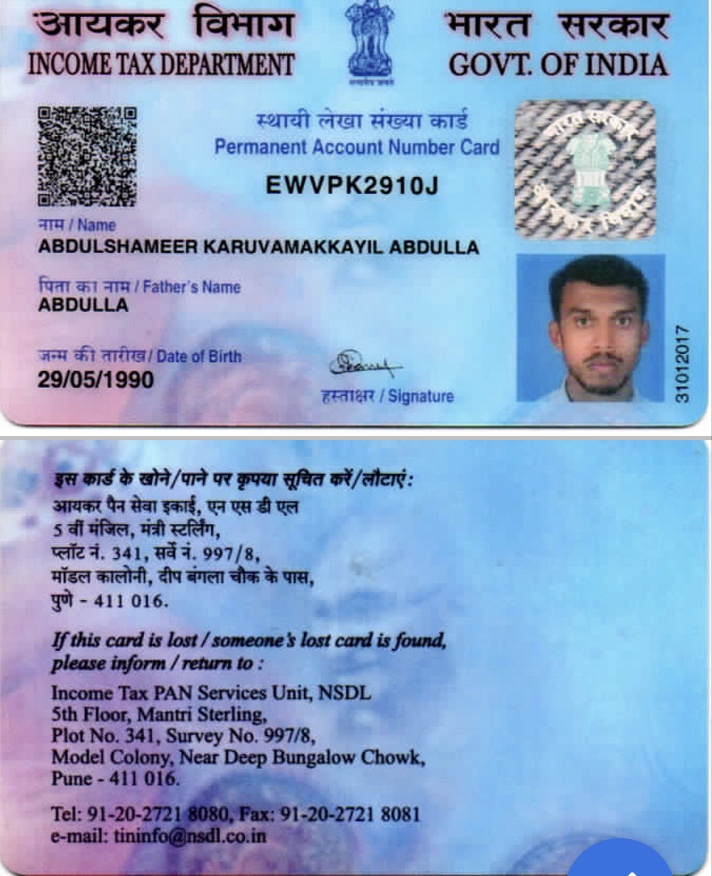 आयकर विभाग
INCOME TAX DEPARTMENT
सत्यमेव जयते
भारत सरकार
GOVT. OF INDIA
स्थायी लेखा संख्या कार्ड
Permanent Account Number Card
EWVPK2910J
भारत सरकार
आयकर विभाग
नाम / Name
ABDULSHAMEER KARUVAMAKKAYIL ABDULLA
पिता का नाम / Father's Name
ABDULLA
जन्म की तारीख / Date of Birth
29/05/1990
हस्ताक्षर / Signature
31012017
इस कार्ड के खोने/पाने पर कृपया सूचित करें/लौटाएं:
आयकर पैन सेवा इकाई, एन एस डी एल
5 वीं मंजिल, मंत्री स्टर्लिंग,
प्लॉट नं. 341, सर्वे नं. 997/8,
मॉडल कालोनी, दीप बंगला चौक के पास,
पुणे - 411 016.
If this card is lost / someone's lost card is found,
please inform / return to :
Income Tax PAN Services Unit, NSDL
5th Floor, Mantri Sterling,
Plot No. 341, Survey No. 997/8,
Model Colony, Near Deep Bungalow Chowk,
Pune - 411 016.
Tel: 91-20-2721 8080, Fax: 91-20-2721 8081
e-mail: tininfo@nsdl.co.in